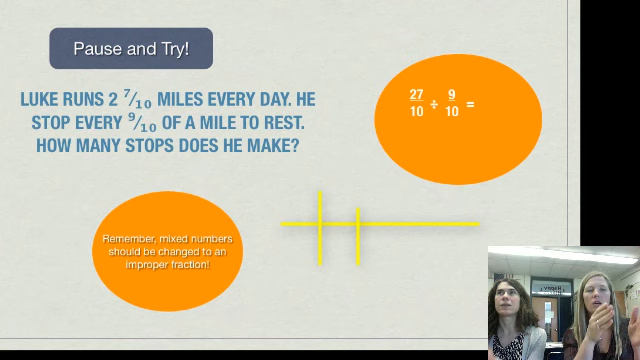 Pause and Try!
LUKE RUNS 2 7/10 MILES EVERY DAY. HE
STOP EVERY 9/10 OF A MILE TO REST.
HOW MANY STOPS DOES HE MAKE?
27/10 ÷ 9/10 =
Remember, mixed numbers
should be changed to an
improper fraction!